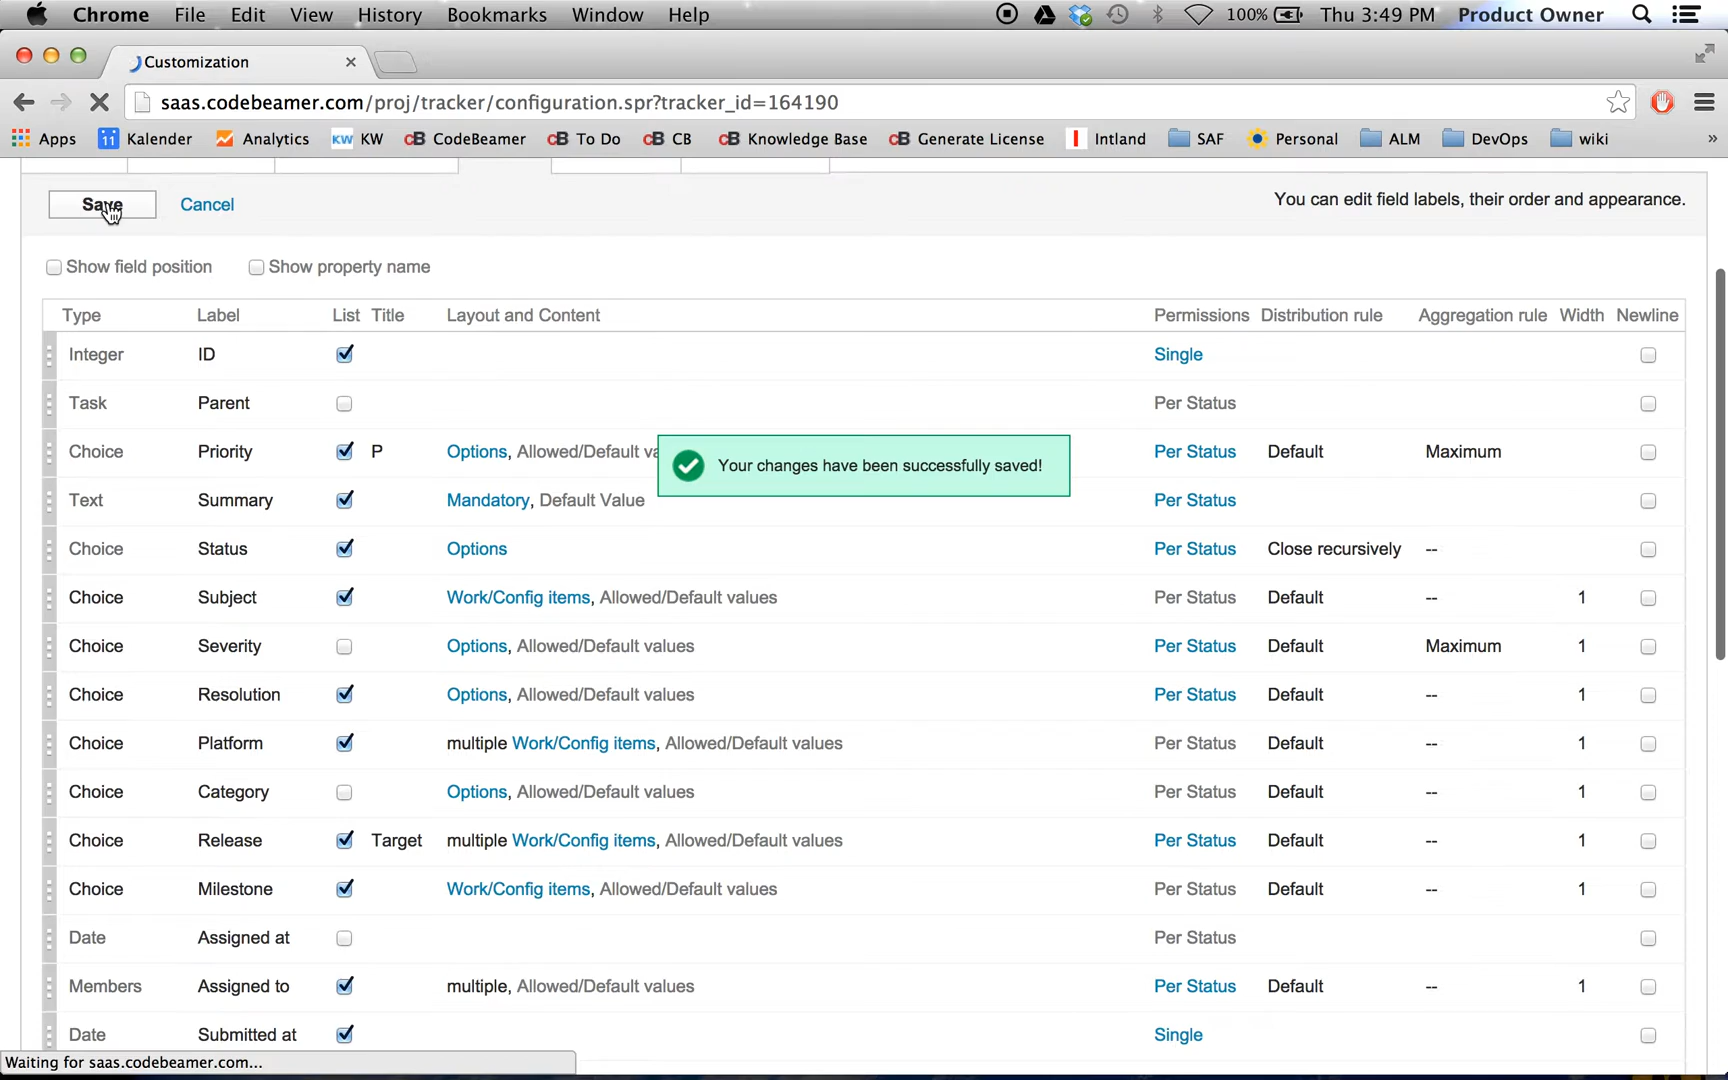 Chrome File Edit View History Bookmarks Window Help 100% Thu 3:49 PM Product Owner
Customization
saas.codebeamer.com/proj/tracker/configuration.spr?tracker_id=164190
Apps 11 Kalender Analytics KW KW cB CodeBeamer cB To Do cB CB cB Knowledge Base cB Generate License I Intland SAF Personal ALM DevOps wiki »
Save Cancel You can edit field labels, their order and appearance.
Show field position Show property name
Type Label List Title Layout and Content Permissions Distribution rule Aggregation rule Width Newline
Integer ID Single
Task Parent Per Status
Choice Priority P Options, Allowed/Default va Per Status Default Maximum
Your changes have been successfully saved!
Text Summary Mandatory, Default Value Per Status
Choice Status Options Per Status Close recursively --
Choice Subject Work/Config items, Allowed/Default values Per Status Default -- 1
Choice Severity Options, Allowed/Default values Per Status Default Maximum 1
Choice Resolution Options, Allowed/Default values Per Status Default -- 1
Choice Platform multiple Work/Config items, Allowed/Default values Per Status Default -- 1
Choice Category Options, Allowed/Default values Per Status Default -- 1
Choice Release Target multiple Work/Config items, Allowed/Default values Per Status Default -- 1
Choice Milestone Work/Config items, Allowed/Default values Per Status Default -- 1
Date Assigned at Per Status
Members Assigned to multiple, Allowed/Default values Per Status Default -- 1
Date Submitted at Single
Waiting for saas.codebeamer.com...